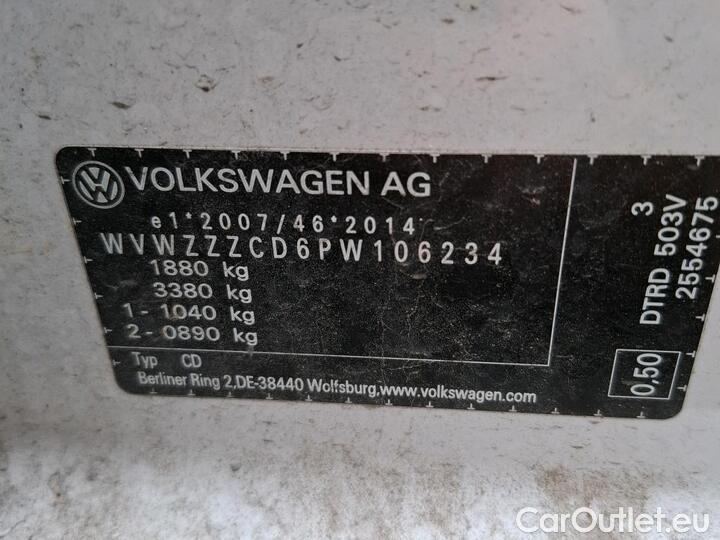 VOLKSWAGEN AG
e1*2007/46*2014
WVWZZZCD6PW106234
1880 kg
3380 kg
1 - 1040 kg
2 - 0890 kg
Typ CD
Berliner Ring 2,DE-38440 Wolfsburg,www.volkswagen.com
3
DTRD 503V
2554675
0,50
CarOutlet.eu